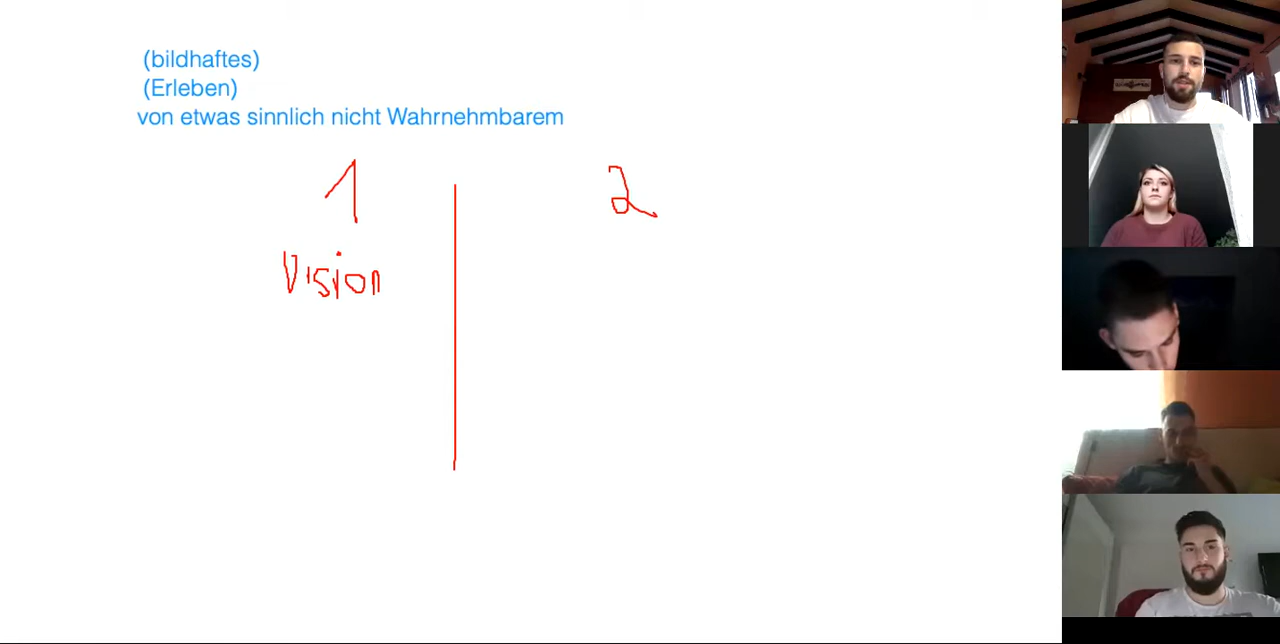 (bildhaftes)
(Erleben)
von etwas sinnlich nicht Wahrnehmbarem
1
2
Vision